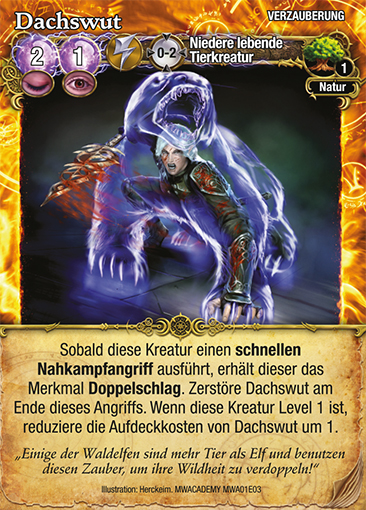 Dachswut
VERZAUBERUNG
2 1 0-2 Niedere lebende
Tierkreatur
1
Natur
Sobald diese Kreatur einen schnellen
Nahkampfangriff ausführt, erhält dieser das
Merkmal Doppelschlag. Zerstöre Dachswut am
Ende dieses Angriffs. Wenn diese Kreatur Level 1 ist,
reduziere die Aufdeckkosten von Dachswut um 1.
„Einige der Waldelfen sind mehr Tier als Elf und benutzen
diesen Zauber, um ihre Wildheit zu verdoppeln!“
Illustration: Herckeim. MWACADEMY MWA01E03